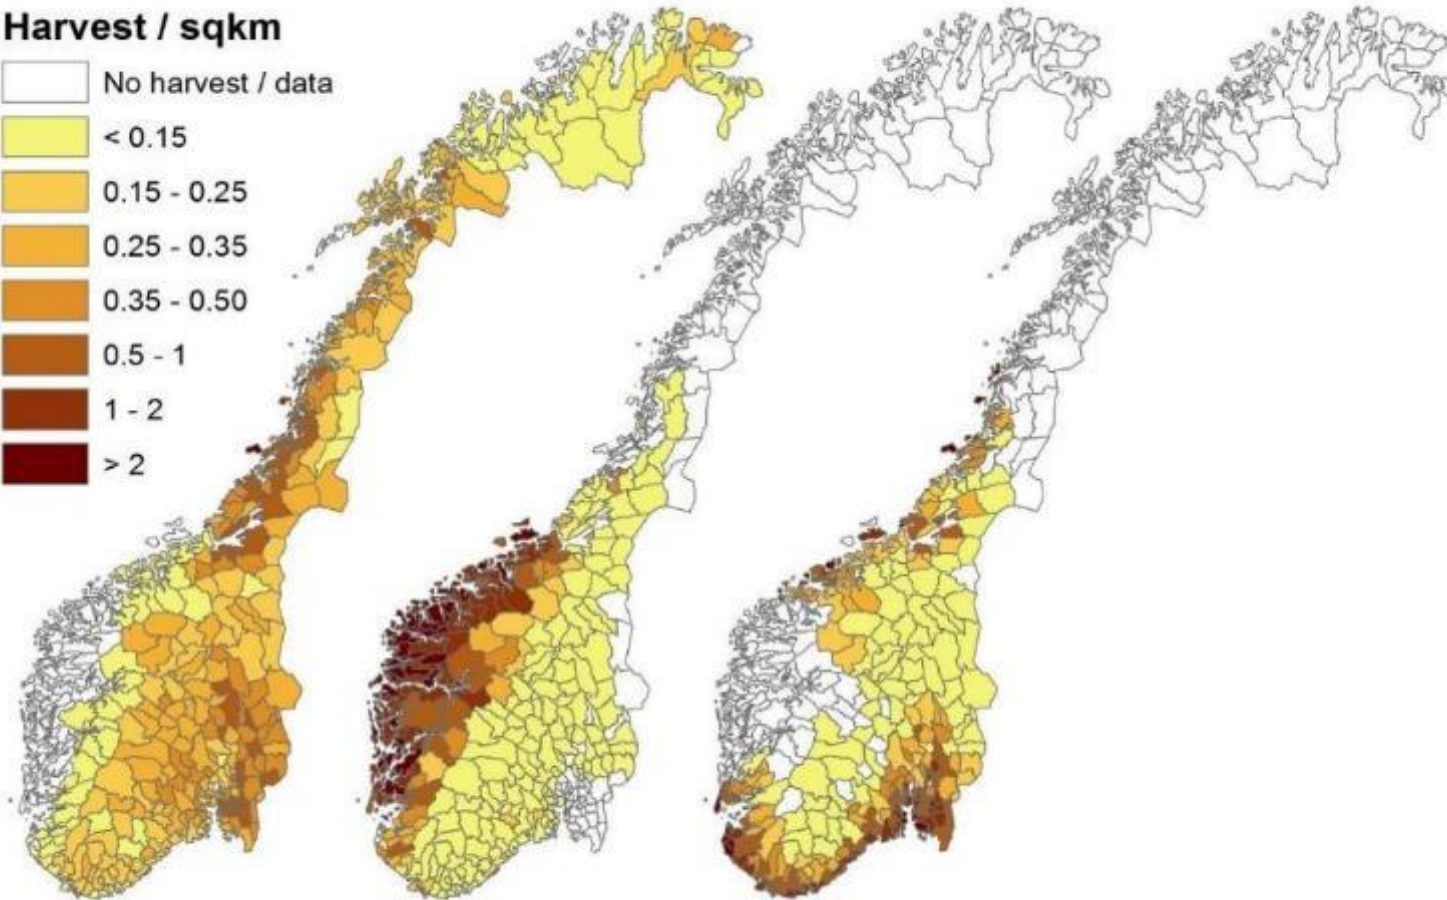 Harvest / sqkm
No harvest / data
< 0.15
0.15 - 0.25
0.25 - 0.35
0.35 - 0.50
0.5 - 1
1 - 2
> 2